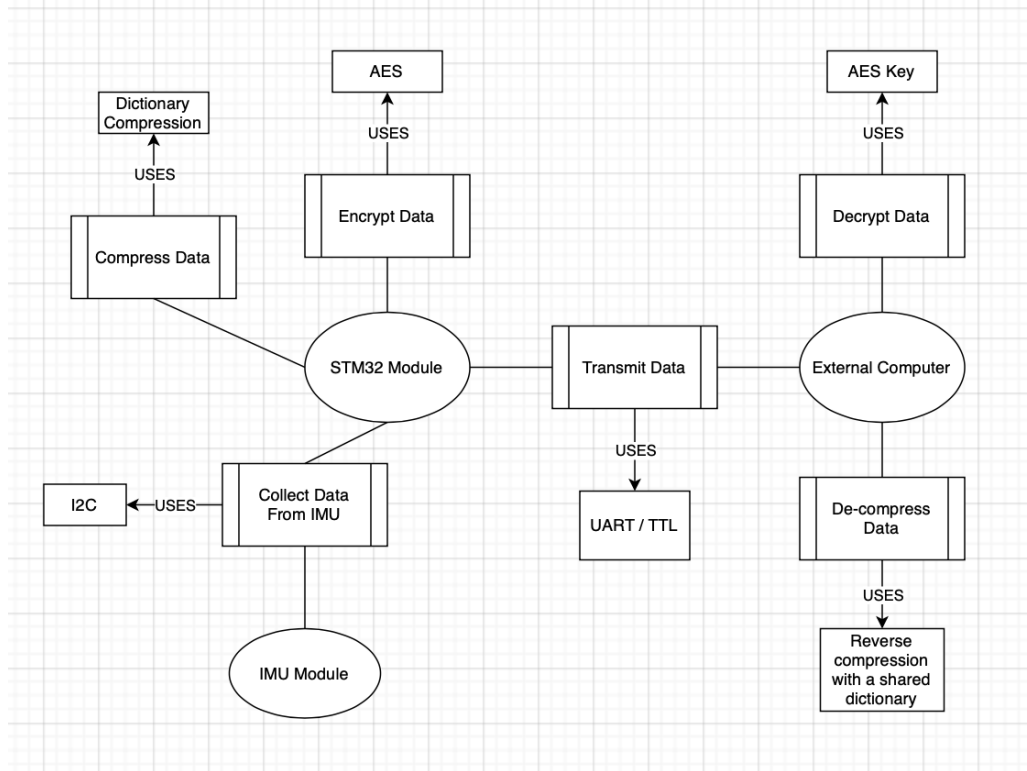 AES
AES Key
Dictionary
Compression
USES
USES
USES
Encrypt Data
Decrypt Data
Compress Data
STM32 Module
Transmit Data
External Computer
USES
I2C
USES
Collect Data
From IMU
UART / TTL
De-compress
Data
USES
IMU Module
Reverse
compression
with a shared
dictionary